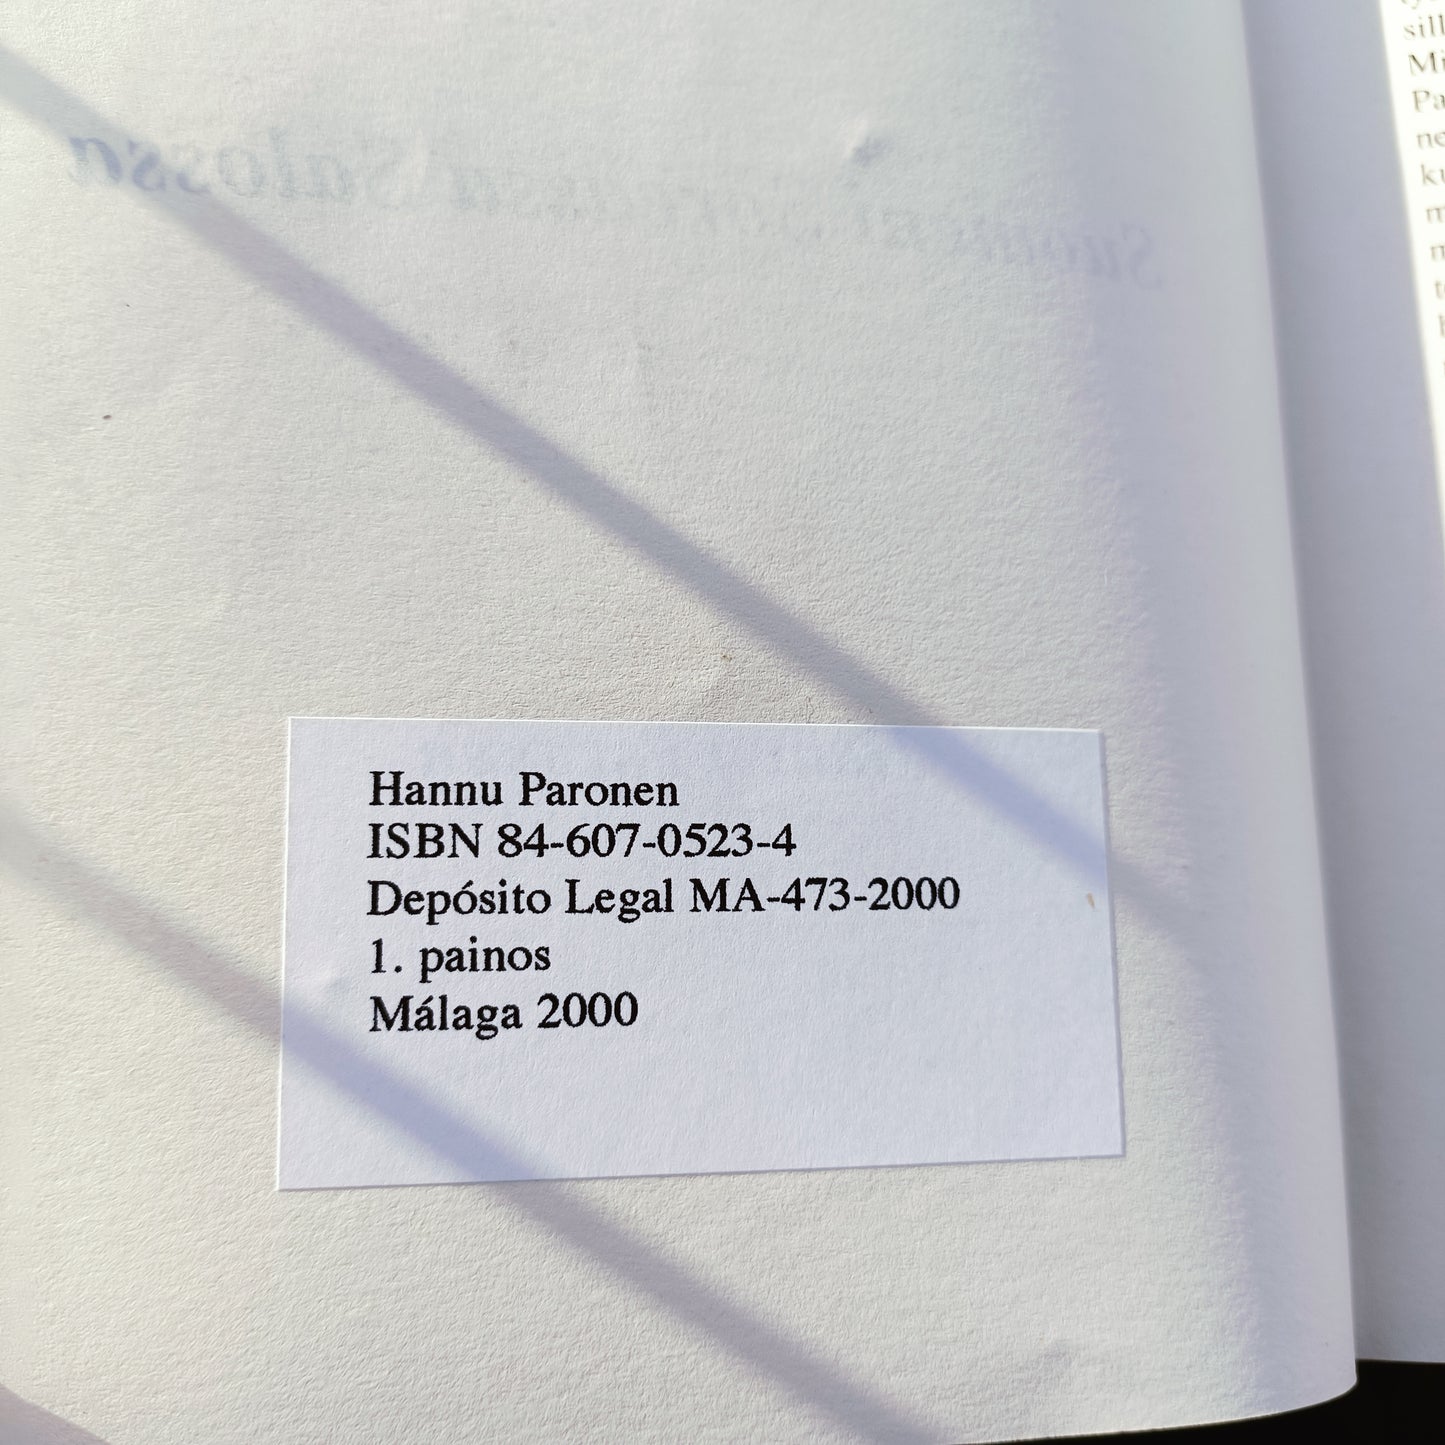 Hannu Paronen
ISBN 84-607-0523-4
Depósito Legal MA-473-2000
1. painos
Málaga 2000